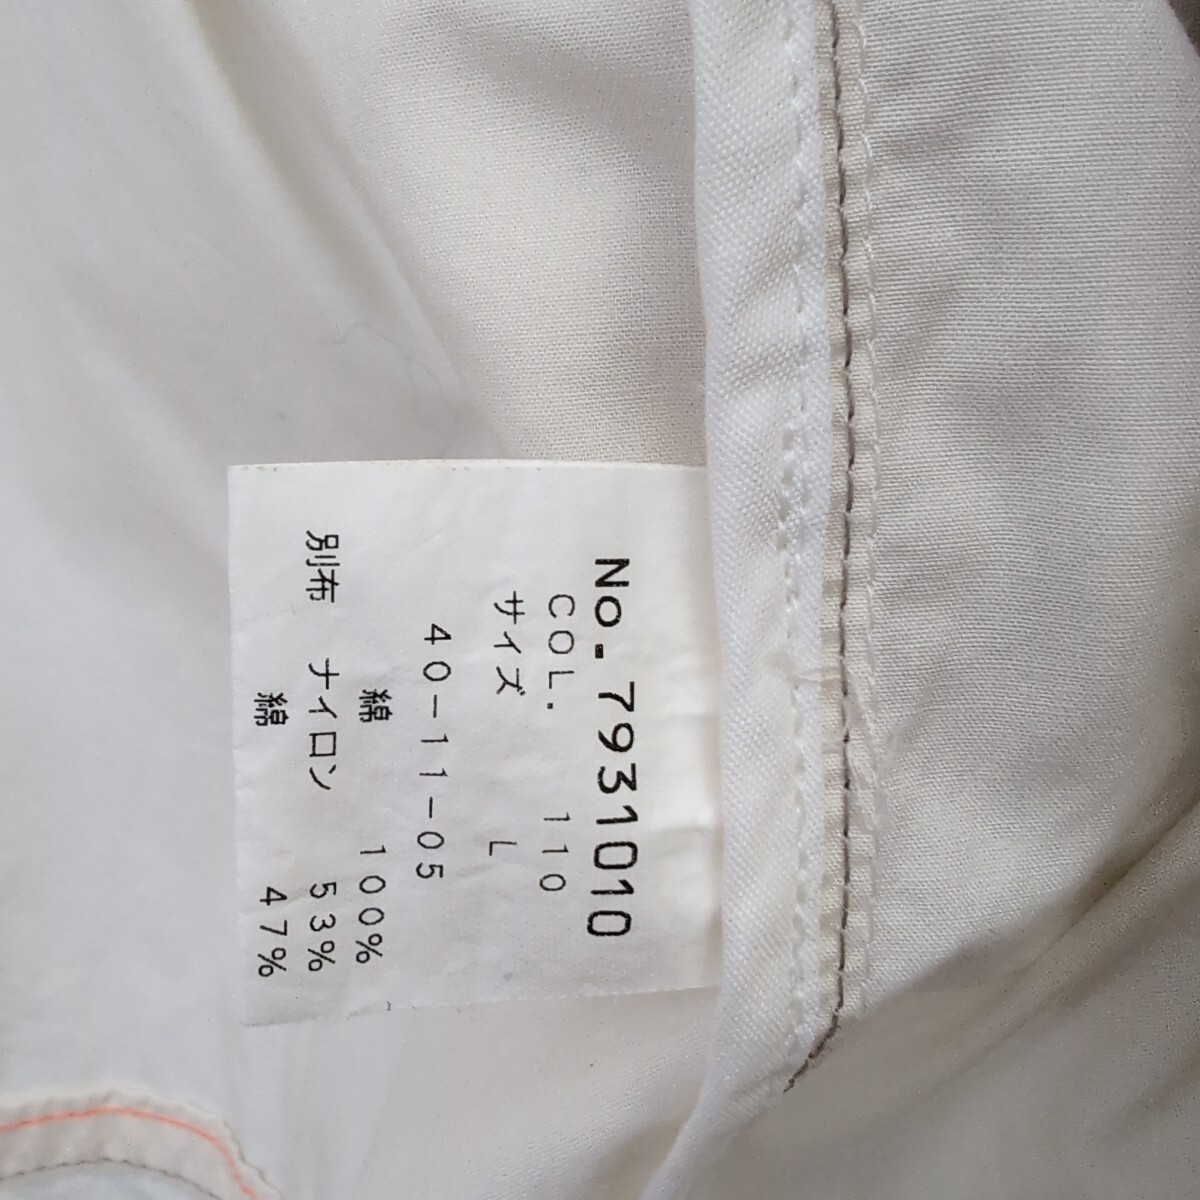 No.7931010
COL. 110
サイズ L
40-11-05
綿 100%
別布 ナイロン 53%
綿 47%